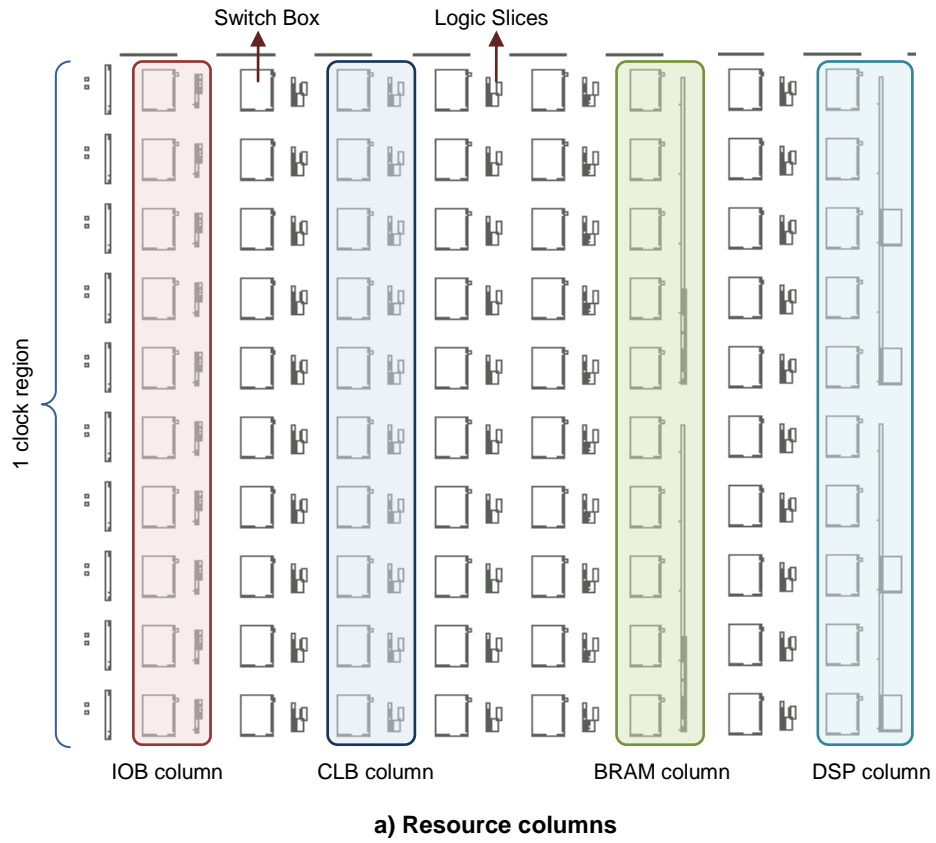 Switch Box
Logic Slices
1 clock region
IOB column
CLB column
BRAM column
DSP column
a) Resource columns